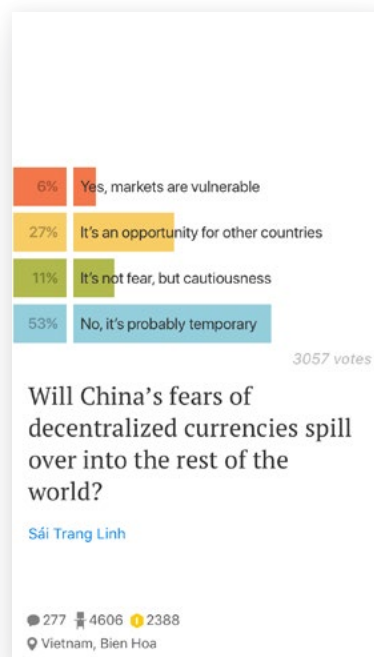 6% Yes, markets are vulnerable
27% It's an opportunity for other countries
11% It's not fear, but cautiousness
53% No, it's probably temporary
3057 votes
Will China's fears of
decentralized currencies spill
over into the rest of the
world?
Sái Trang Linh
277 4606 2388
Vietnam, Bien Hoa